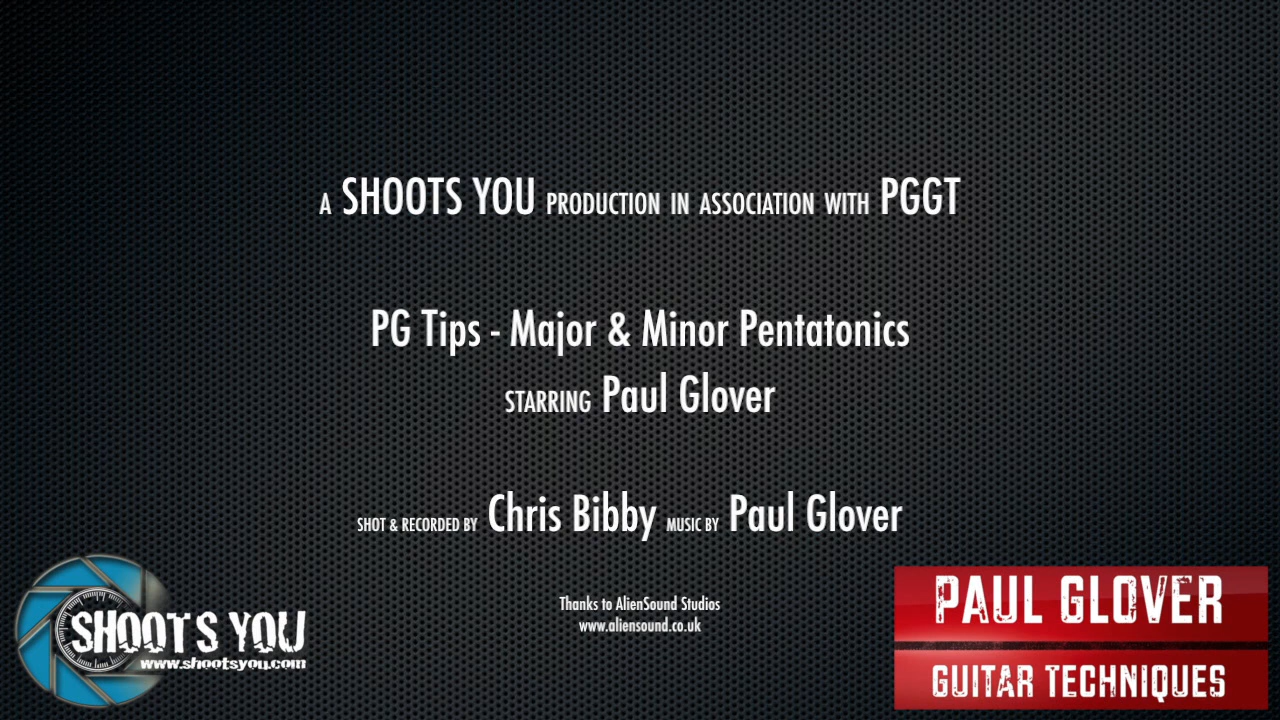 A SHOOTS YOU PRODUCTION IN ASSOCIATION WITH PGGT
PG Tips - Major & Minor Pentatonics
STARRING Paul Glover
SHOT & RECORDED BY Chris Bibby MUSIC BY Paul Glover
Thanks to AlienSound Studios
www.aliensound.co.uk
SHOOTS YOU
www.shootsyou.com
PAUL GLOVER
GUITAR TECHNIQUES